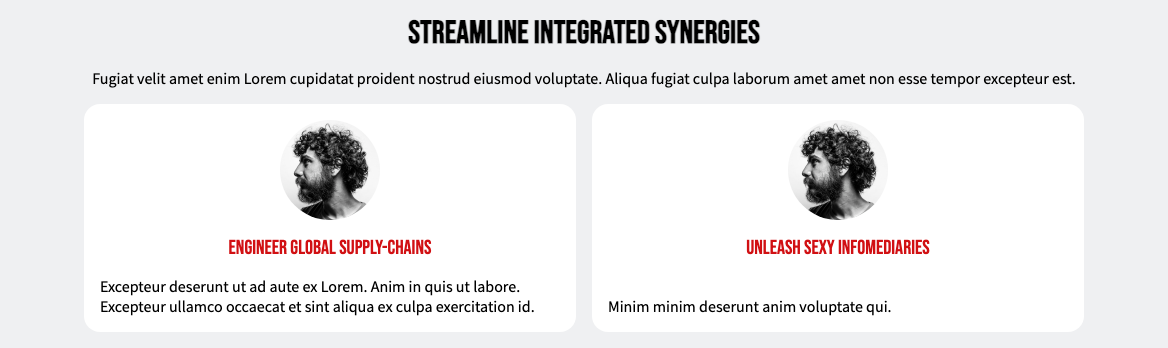 STREAMLINE INTEGRATED SYNERGIES
Fugiat velit amet enim Lorem cupidatat proident nostrud eiusmod voluptate. Aliqua fugiat culpa laborum amet amet non esse tempor excepteur est.
ENGINEER GLOBAL SUPPLY-CHAINS
Excepteur deserunt ut ad aute ex Lorem. Anim in quis ut labore.
Excepteur ullamco occaecat et sint aliqua ex culpa exercitation id.
UNLEASH SEXY INFOMEDIARIES
Minim minim deserunt anim voluptate qui.